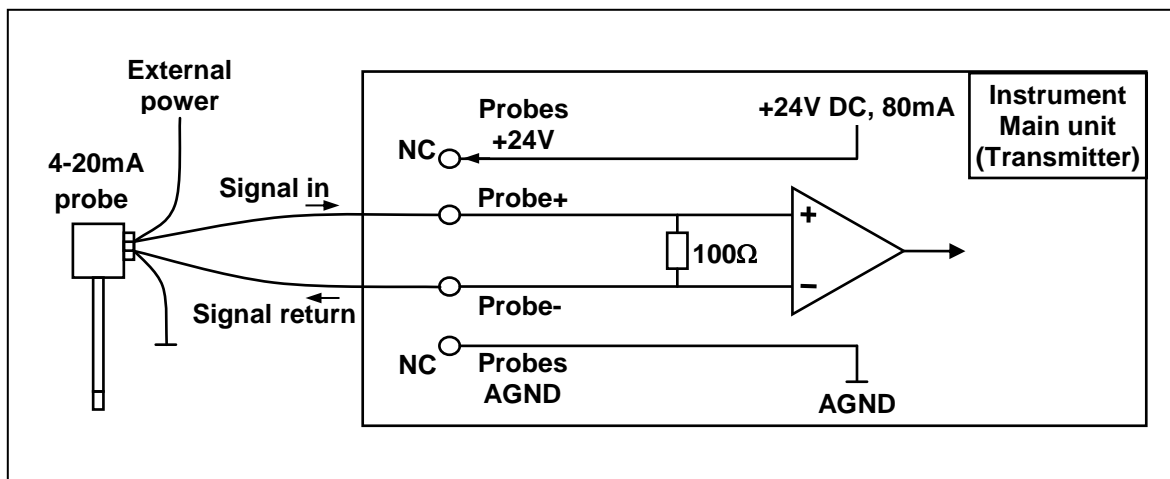 External
power
4-20mA
probe
Signal in
Signal return
NC
Probes
+24V
+24V DC, 80mA
Instrument
Main unit
(Transmitter)
Probe+
+
100Ω
−
Probe-
NC
Probes
AGND
AGND